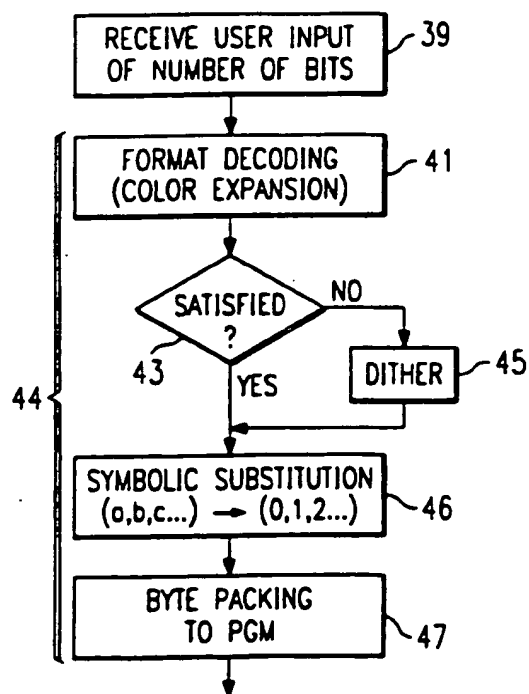 RECEIVE USER INPUT
OF NUMBER OF BITS
39
FORMAT DECODING
(COLOR EXPANSION)
41
SATISFIED
?
NO
43
YES
DITHER
45
44
SYMBOLIC SUBSTITUTION
(a,b,c...) → (0,1,2...)
46
BYTE PACKING
TO PGM
47